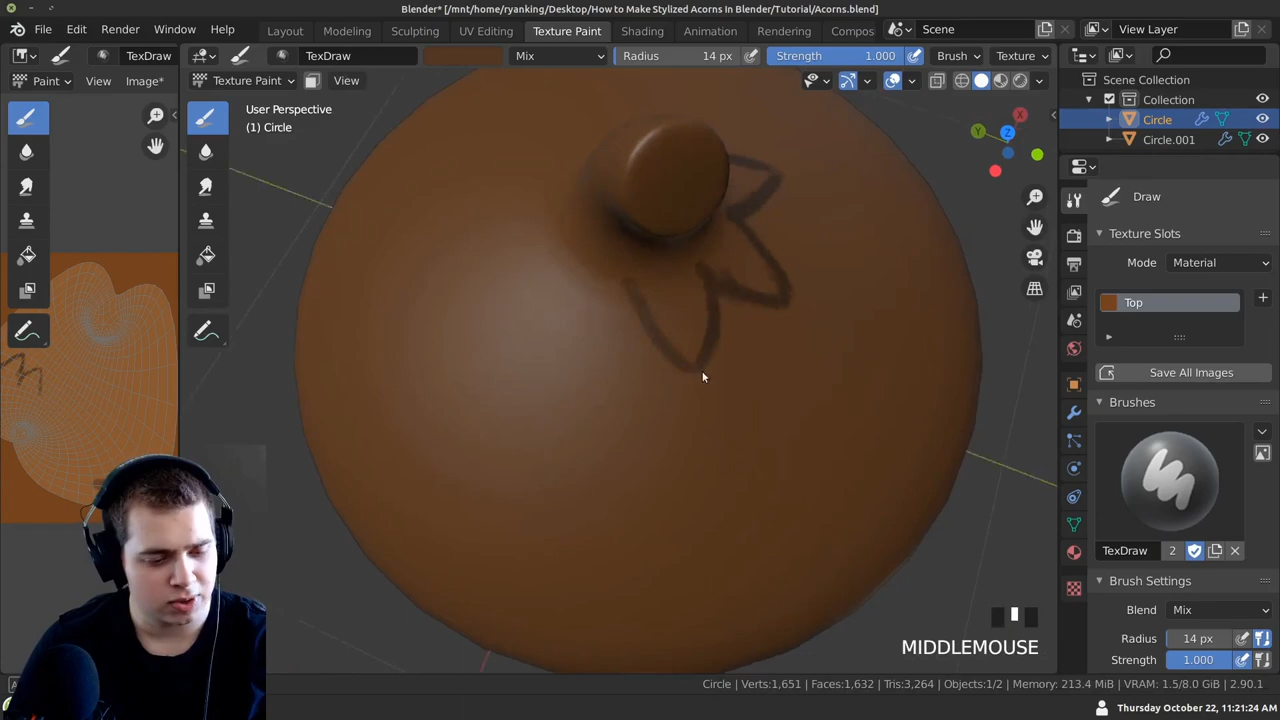 Blender* [/mnt/home/ryanking/Desktop/How to Make Stylized Acorns In Blender/Tutorial/Acorns.blend]
File Edit Render Window Help Layout Modeling Sculpting UV Editing Texture Paint Shading Animation Rendering Compos Scene View Layer
TexDraw TexDraw Mix Radius 14 px Strength 1.000 Brush Texture
Paint View Image* Texture Paint View
Scene Collection
Collection
Circle
Circle.001
User Perspective
(1) Circle
X
Y
Z
Draw
Texture Slots
Mode Material
Top
Save All Images
Brushes
TexDraw 2
Brush Settings
Blend Mix
Radius 14 px
Strength 1.000
MIDDLEMOUSE
Circle | Verts:1,651 | Faces:1,632 | Tris:3,264 | Objects:1/2 | Memory: 213.4 MiB | VRAM: 1.5/8.0 GiB | 2.90.1
Thursday October 22, 11:21:24 AM